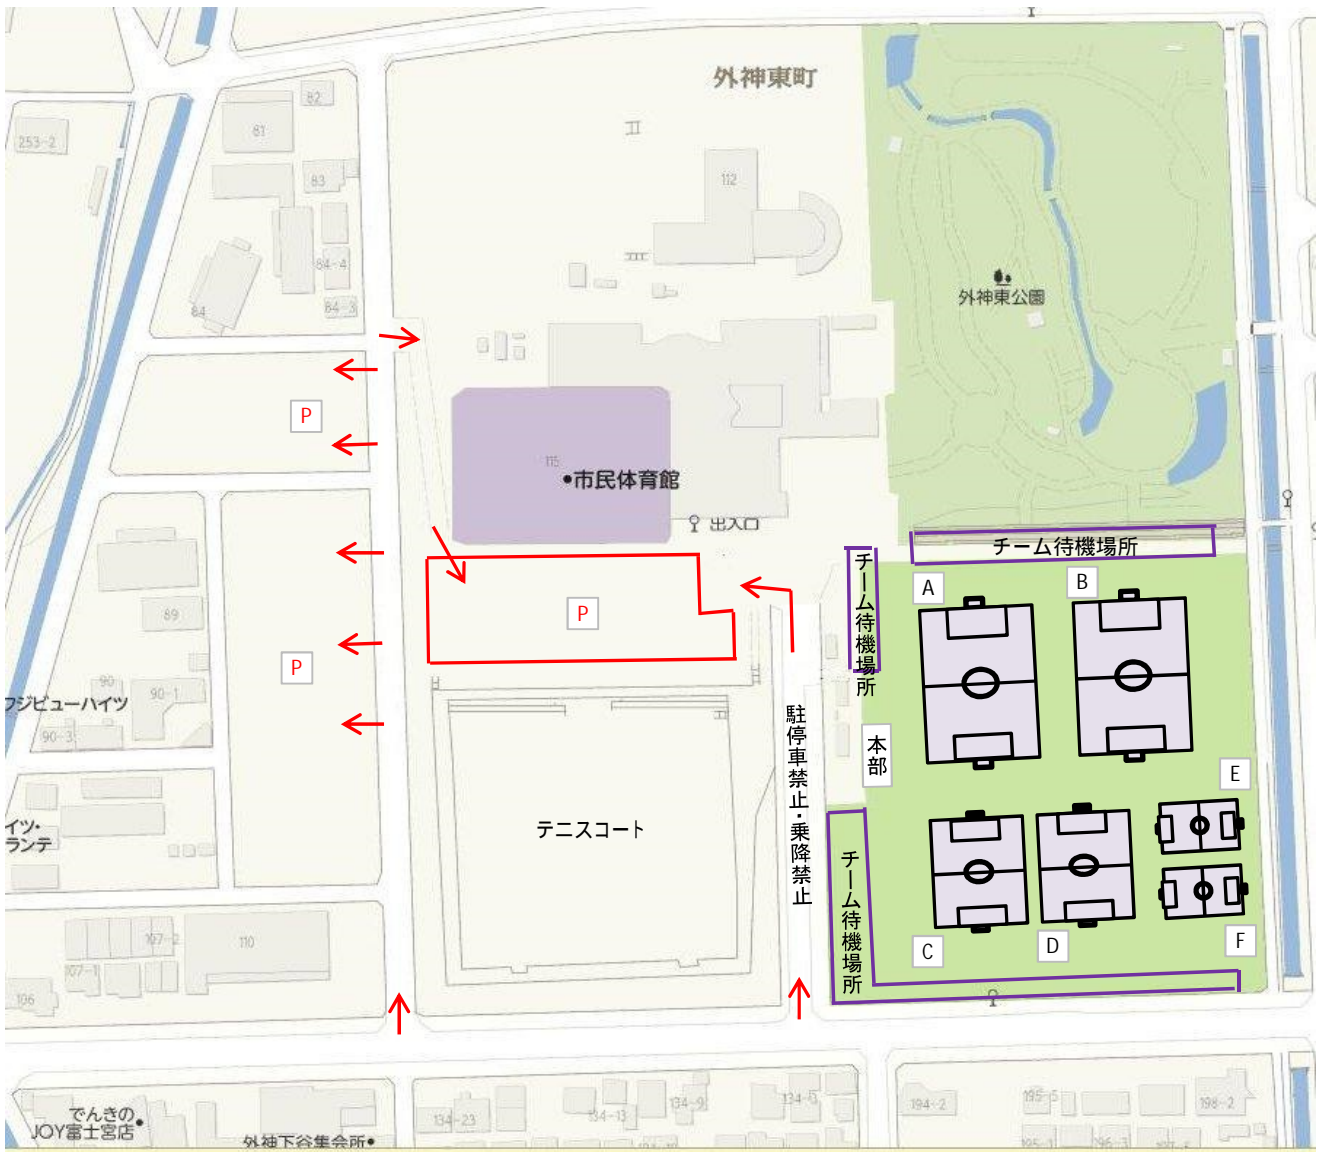 外神東町
82
81
253-2
83
112
84-4
84
84-3
外神東公園
P
115
市民体育館
出入口
チーム待機場所
A
B
チーム待機場所
P
89
P
90
90-1
フジビューハイツ
90-3
駐停車禁止・乗降禁止
本部
E
イツ・
ランテ
テニスコート
チーム待機場所
C
D
F
107-2
110
107-1
106
でんきの
JOY富士宮店
外神下谷集会所
134-23
134-13
134-9
194-2
195-5
198-2